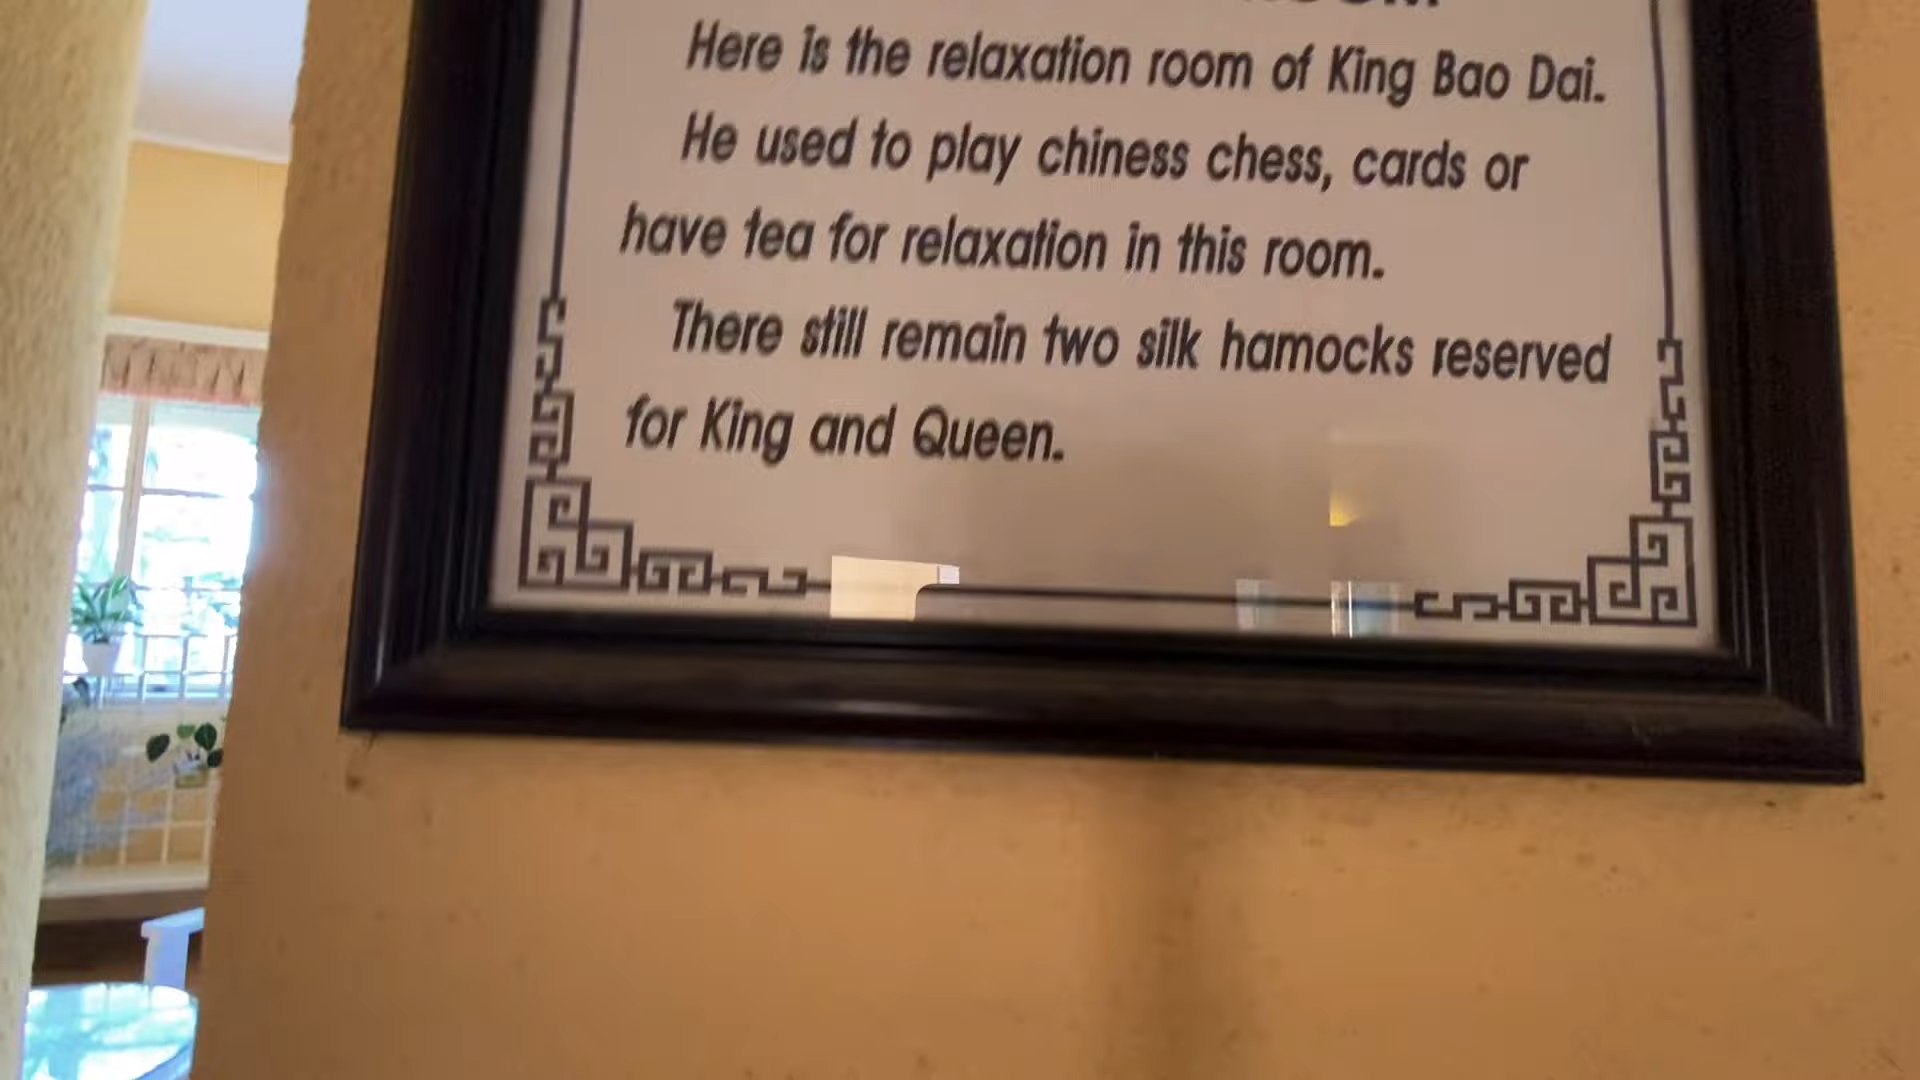 Here is the relaxation room of King Bao Dai.
He used to play chiness chess, cards or
have tea for relaxation in this room.
There still remain two silk hamocks reserved
for King and Queen.